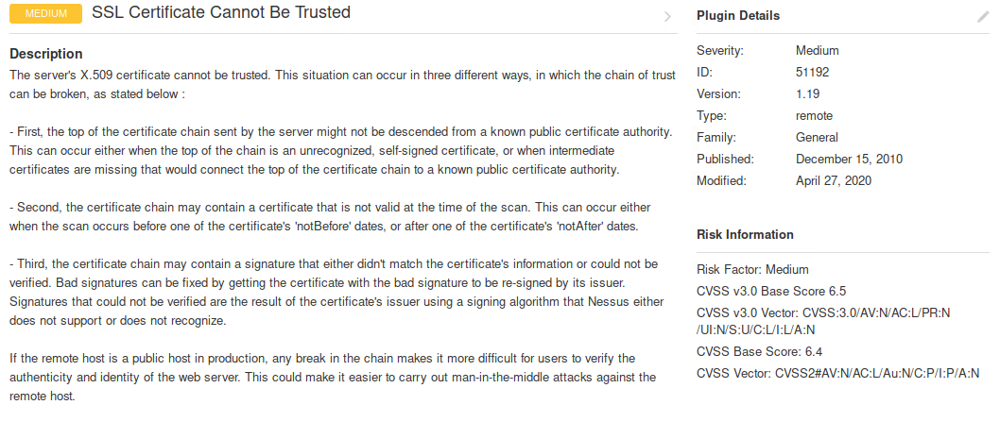 MEDIUM SSL Certificate Cannot Be Trusted
Description
The server's X.509 certificate cannot be trusted. This situation can occur in three different ways, in which the chain of trust
can be broken, as stated below :
- First, the top of the certificate chain sent by the server might not be descended from a known public certificate authority.
This can occur either when the top of the chain is an unrecognized, self-signed certificate, or when intermediate
certificates are missing that would connect the top of the certificate chain to a known public certificate authority.
- Second, the certificate chain may contain a certificate that is not valid at the time of the scan. This can occur either
when the scan occurs before one of the certificate's 'notBefore' dates, or after one of the certificate's 'notAfter' dates.
- Third, the certificate chain may contain a signature that either didn't match the certificate's information or could not be
verified. Bad signatures can be fixed by getting the certificate with the bad signature to be re-signed by its issuer.
Signatures that could not be verified are the result of the certificate's issuer using a signing algorithm that Nessus either
does not support or does not recognize.
If the remote host is a public host in production, any break in the chain makes it more difficult for users to verify the
authenticity and identity of the web server. This could make it easier to carry out man-in-the-middle attacks against the
remote host.
Plugin Details
Severity: Medium
ID: 51192
Version: 1.19
Type: remote
Family: General
Published: December 15, 2010
Modified: April 27, 2020
Risk Information
Risk Factor: Medium
CVSS v3.0 Base Score 6.5
CVSS v3.0 Vector: CVSS:3.0/AV:N/AC:L/PR:N
/UI:N/S:U/C:L/I:L/A:N
CVSS Base Score: 6.4
CVSS Vector: CVSS2#AV:N/AC:L/Au:N/C:P/I:P/A:N